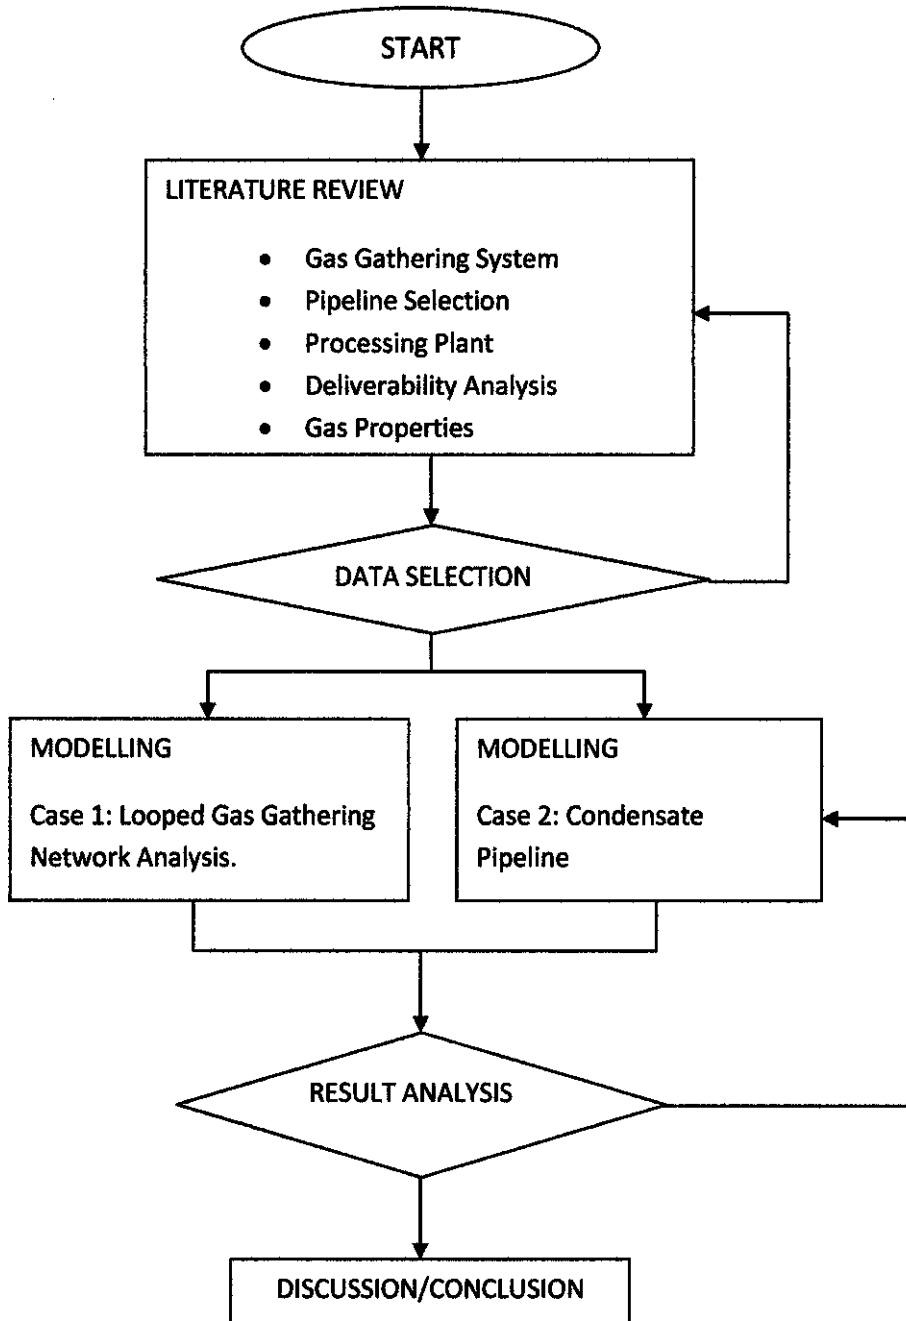 START
LITERATURE REVIEW
• Gas Gathering System
• Pipeline Selection
• Processing Plant
• Deliverability Analysis
• Gas Properties
DATA SELECTION
MODELLING
Case 1: Looped Gas Gathering
Network Analysis.
MODELLING
Case 2: Condensate
Pipeline
RESULT ANALYSIS
DISCUSSION/CONCLUSION